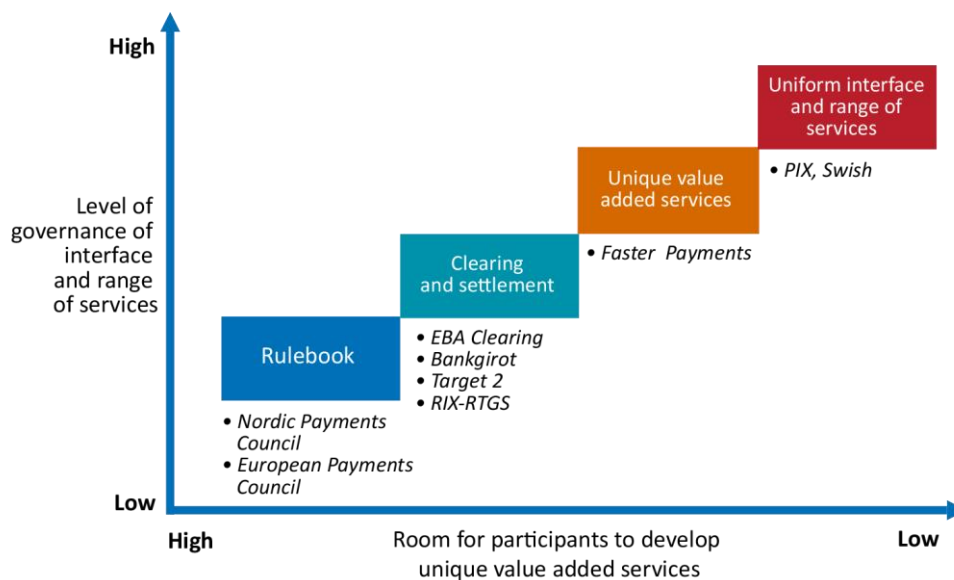 High
Uniform interface
and range of
services
• PIX, Swish
Unique value
added services
• Faster Payments
Level of
governance of
interface
and range
of services
Clearing
and settlement
• EBA Clearing
• Bankgirot
• Target 2
• RIX-RTGS
Rulebook
• Nordic Payments
Council
• European Payments
Council
Low
High
Room for participants to develop
unique value added services
Low